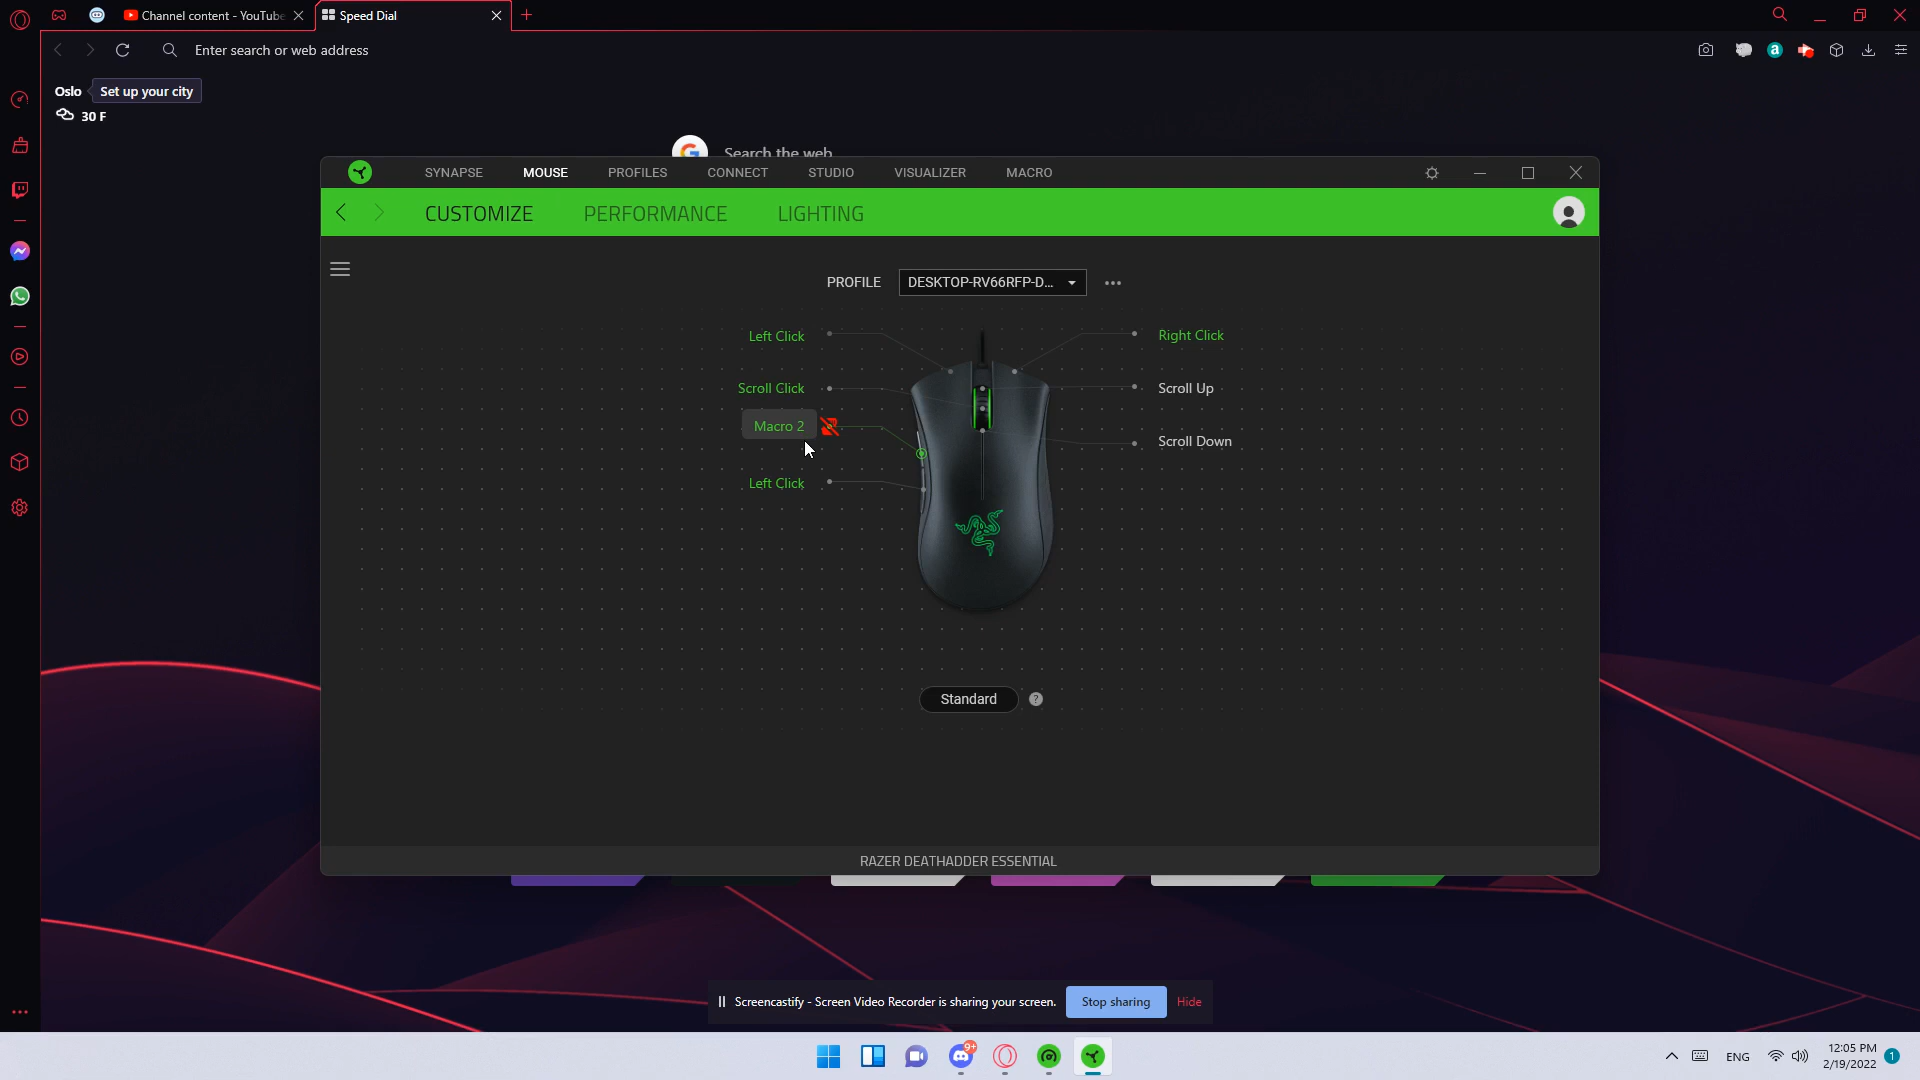 Channel content - YouTube
Speed Dial
Enter search or web address
Oslo
Set up your city
30 F
Search the web
SYNAPSE
MOUSE
PROFILES
CONNECT
STUDIO
VISUALIZER
MACRO
CUSTOMIZE
PERFORMANCE
LIGHTING
PROFILE
DESKTOP-RV66RFP-D...
Left Click
Right Click
Scroll Click
Scroll Up
Macro 2
Scroll Down
Left Click
Standard
?
RAZER DEATHADDER ESSENTIAL
Screencastify - Screen Video Recorder is sharing your screen.
Stop sharing
Hide
9+
ENG
12:05 PM
2/19/2022
1